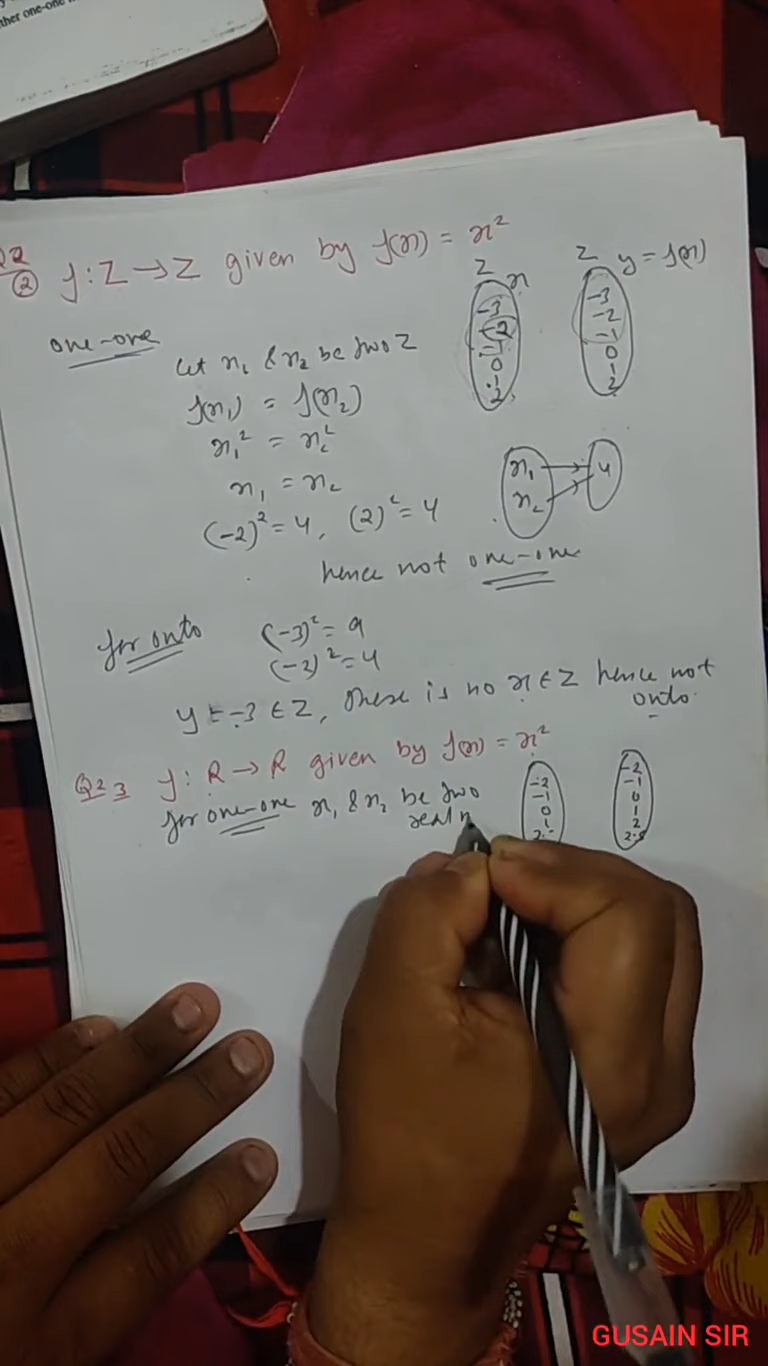 ther one-one
Q2
② f: Z → Z given by f(x) = x²
Z x
-3
-2
-1
0
1
2
Z y = f(x)
-3
-2
-1
0
1
2
one-one
Let x₁ & x₂ be two Z
f(x₁) = f(x₂)
x₁² = x₂²
x₁ = x₂
(-2)² = 4, (2)² = 4
x₁
x₂
4
hence not one-one
for onto
(-3)² = 9
(-2)² = 4
y = -3 ∈ Z, there is no x ∈ Z hence not
onto
Q2 3 f: R → R given by f(x) = x²
for one-one x₁ & x₂ be two
real n
-2
-1
0
1
-2
-1
0
1
2
2.5
GUSAIN SIR